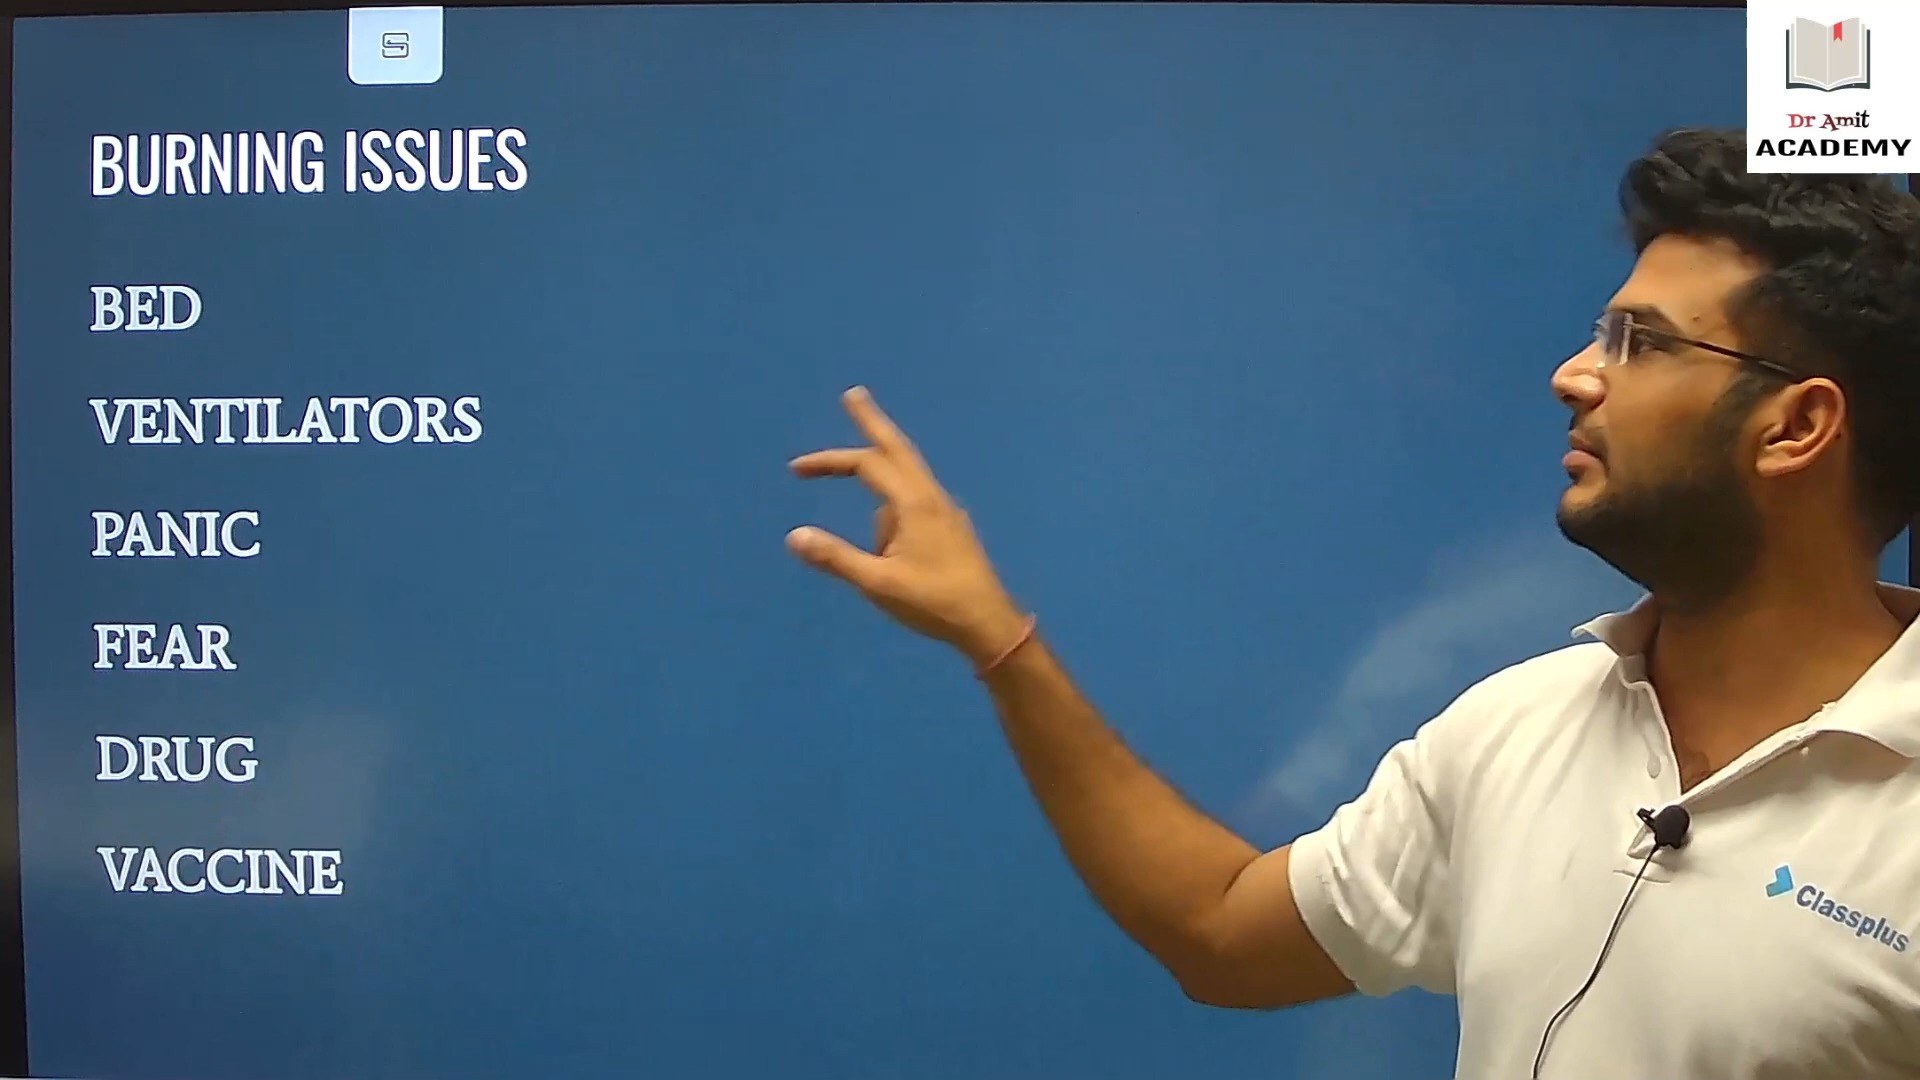 S
BURNING ISSUES
BED
VENTILATORS
PANIC
FEAR
DRUG
VACCINE
Dr Amit
ACADEMY
Classplus